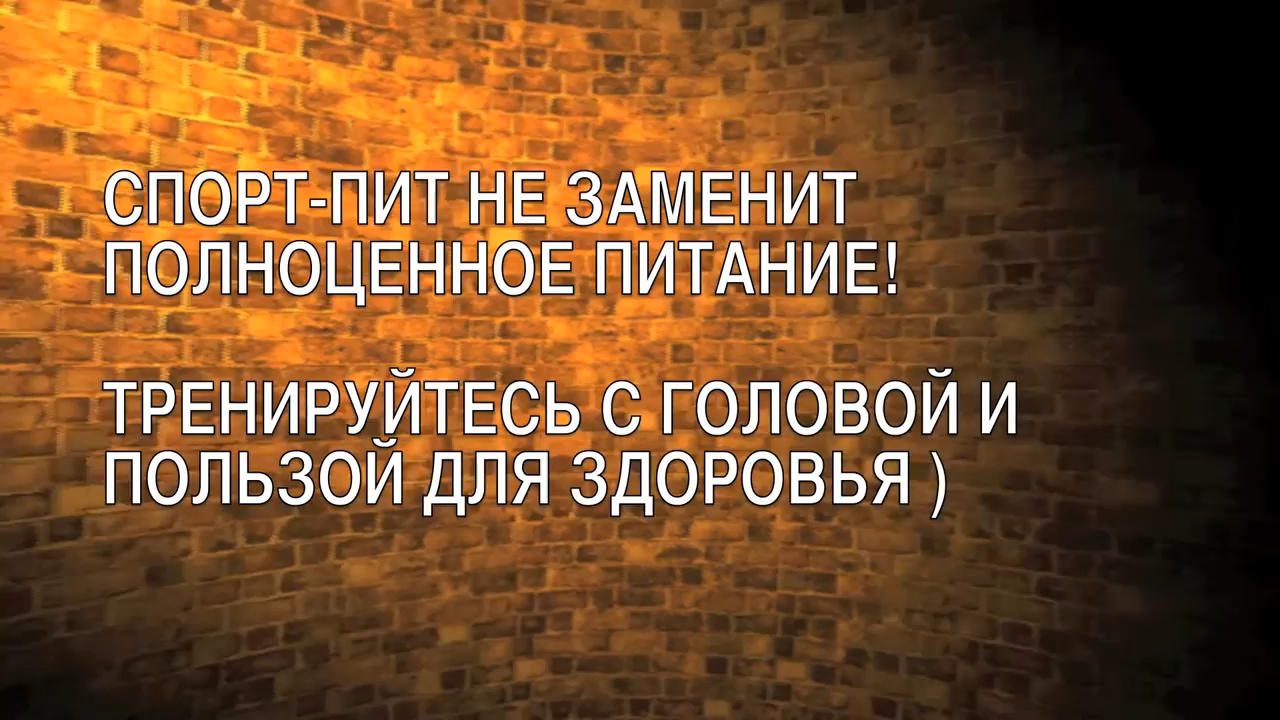 СПОРТ-ПИТ НЕ ЗАМЕНИТ
ПОЛНОЦЕННОЕ ПИТАНИЕ!
ТРЕНИРУЙТЕСЬ С ГОЛОВОЙ И
ПОЛЬЗОЙ ДЛЯ ЗДОРОВЬЯ )